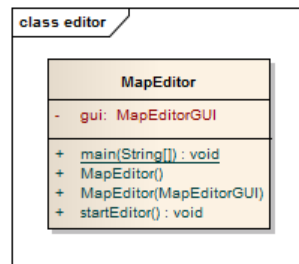 class editor
MapEditor
- gui: MapEditorGUI
+ main(String[]) : void
+ MapEditor()
+ MapEditor(MapEditorGUI)
+ startEditor() : void